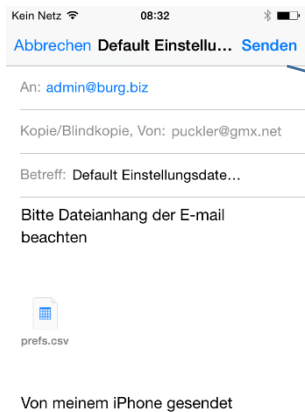 Kein Netz 08:32
Abbrechen Default Einstellu... Senden
An: admin@burg.biz
Kopie/Blindkopie, Von: puckler@gmx.net
Betreff: Default Einstellungsdate...
Bitte Dateianhang der E-mail
beachten
prefs.csv
Von meinem iPhone gesendet